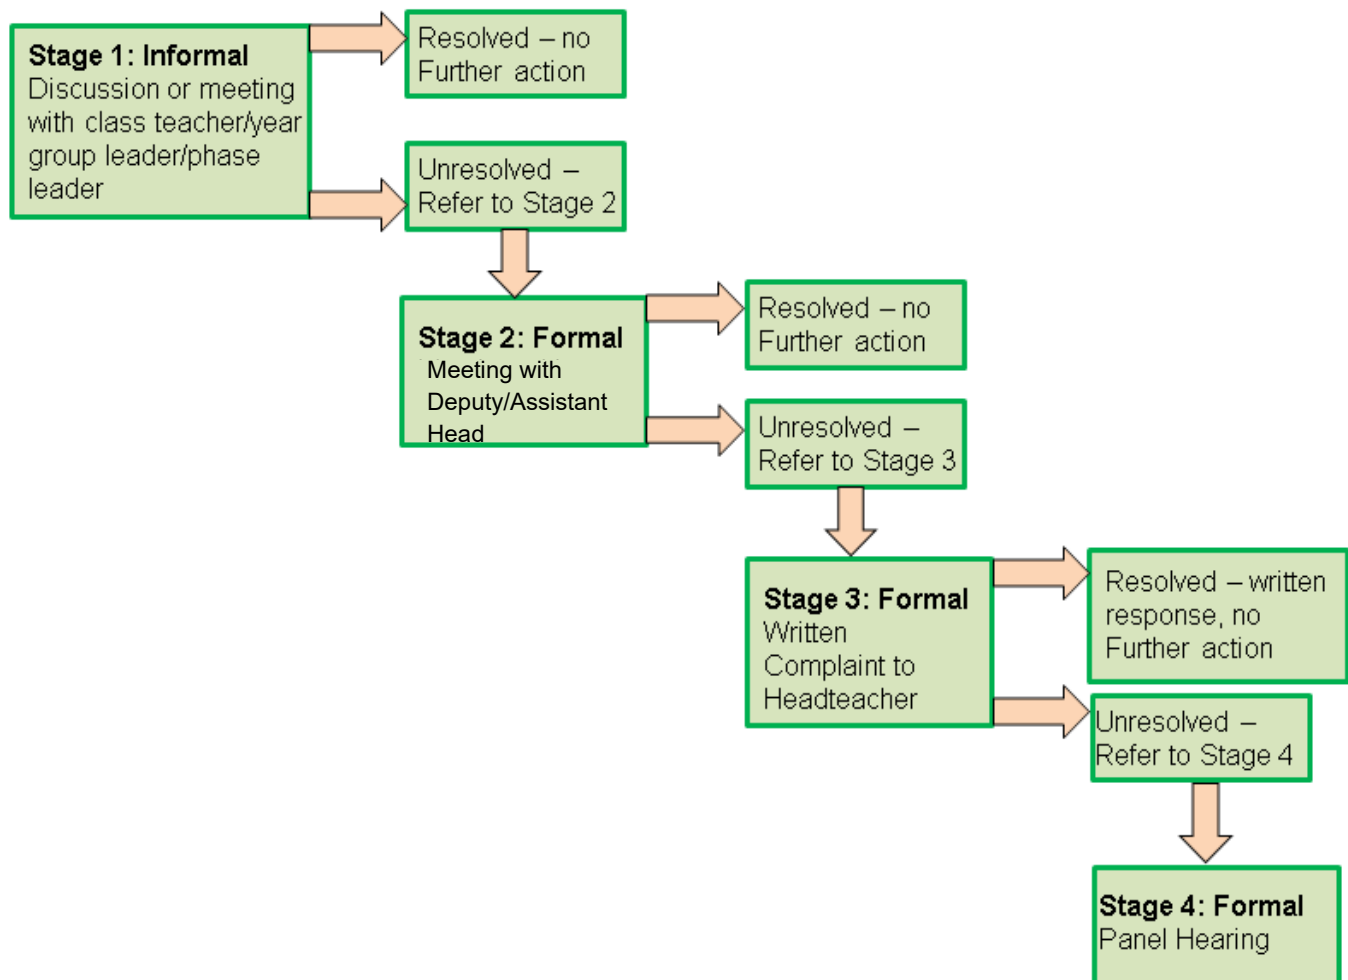 Stage 1: Informal
Discussion or meeting
with class teacher/year
group leader/phase
leader
Resolved – no
Further action
Unresolved –
Refer to Stage 2
Stage 2: Formal
Meeting with
Deputy/Assistant
Head
Resolved – no
Further action
Unresolved –
Refer to Stage 3
Stage 3: Formal
Written
Complaint to
Headteacher
Resolved – written
response, no
Further action
Unresolved –
Refer to Stage 4
Stage 4: Formal
Panel Hearing